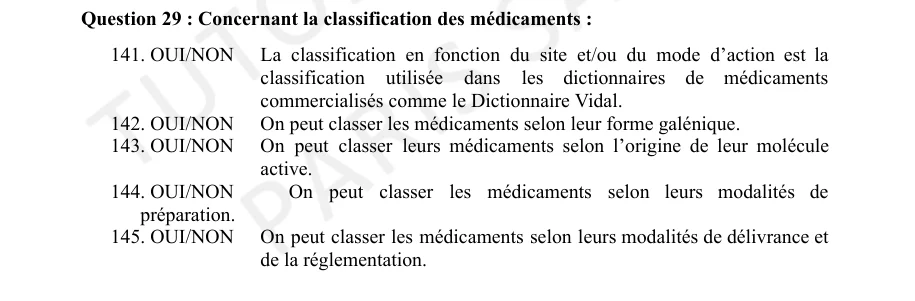 Question 29 : Concernant la classification des médicaments :
141. OUI/NON La classification en fonction du site et/ou du mode d'action est la
classification utilisée dans les dictionnaires de médicaments
commercialisés comme le Dictionnaire Vidal.
142. OUI/NON On peut classer les médicaments selon leur forme galénique.
143. OUI/NON On peut classer leurs médicaments selon l'origine de leur molécule
active.
144. OUI/NON On peut classer les médicaments selon leurs modalités de
préparation.
145. OUI/NON On peut classer les médicaments selon leurs modalités de délivrance et
de la réglementation.